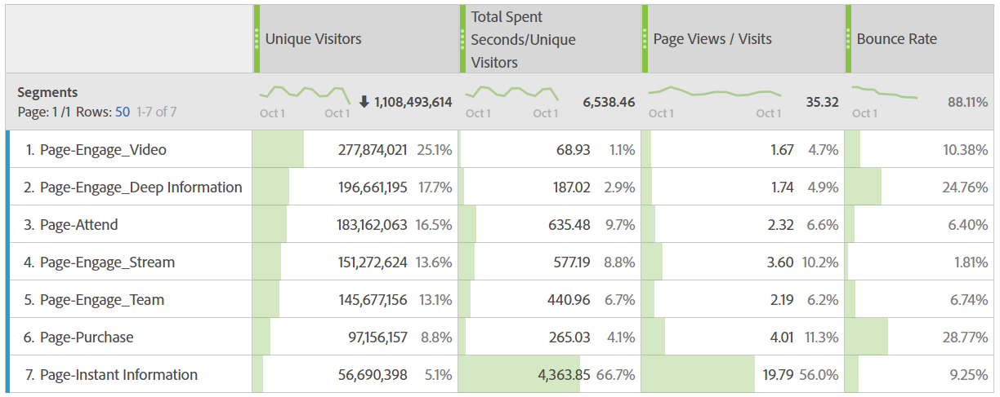 Unique Visitors
Total Spent
Seconds/Unique
Visitors
Page Views / Visits
Bounce Rate
Segments
Page: 1 /1 Rows: 50 1-7 of 7
Oct 1 Oct 1 1,108,493,614
Oct 1 Oct 1 6,538.46
Oct 1 Oct 1 35.32
Oct 1 88.11%
1. Page-Engage_Video 277,874,021 25.1% 68.93 1.1% 1.67 4.7% 10.38%
2. Page-Engage_Deep Information 196,661,195 17.7% 187.02 2.9% 1.74 4.9% 24.76%
3. Page-Attend 183,162,063 16.5% 635.48 9.7% 2.32 6.6% 6.40%
4. Page-Engage_Stream 151,272,624 13.6% 577.19 8.8% 3.60 10.2% 1.81%
5. Page-Engage_Team 145,677,156 13.1% 440.96 6.7% 2.19 6.2% 6.74%
6. Page-Purchase 97,156,157 8.8% 265.03 4.1% 4.01 11.3% 28.77%
7. Page-Instant Information 56,690,398 5.1% 4,363.85 66.7% 19.79 56.0% 9.25%